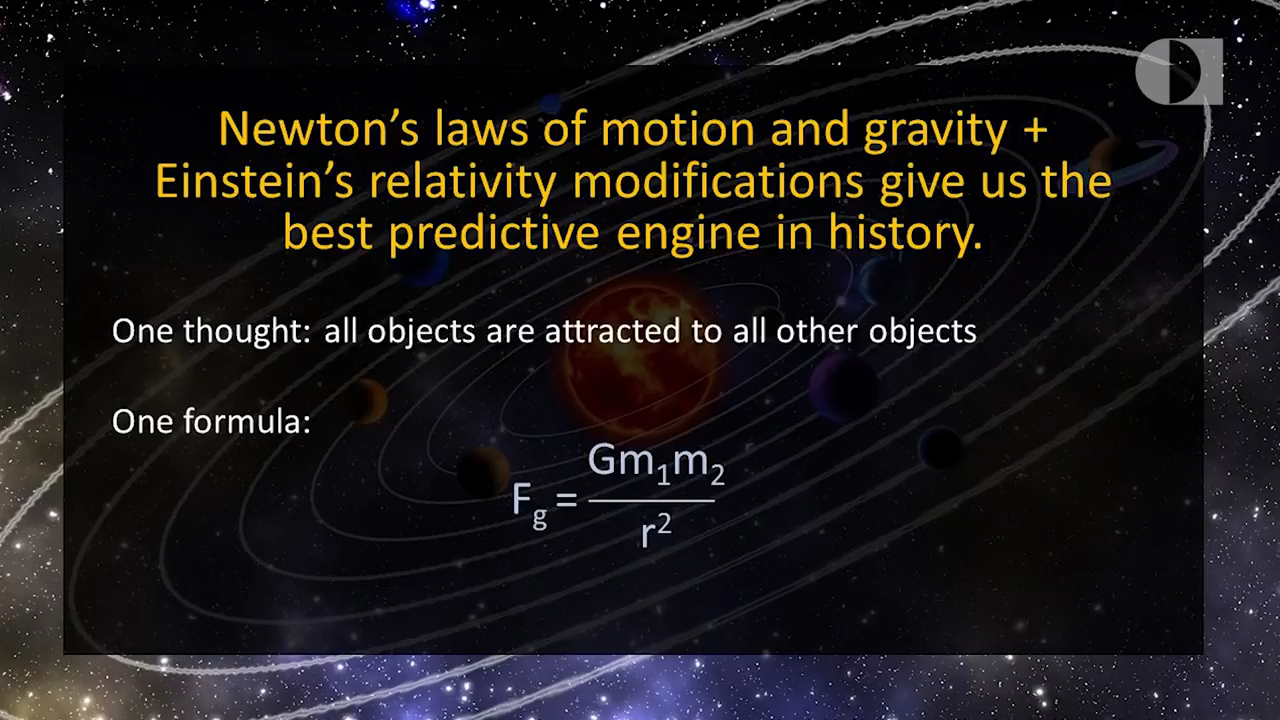 Newton’s laws of motion and gravity +
Einstein’s relativity modifications give us the
best predictive engine in history.
One thought: all objects are attracted to all other objects
One formula:
F_g = Gm₁m₂ / r²